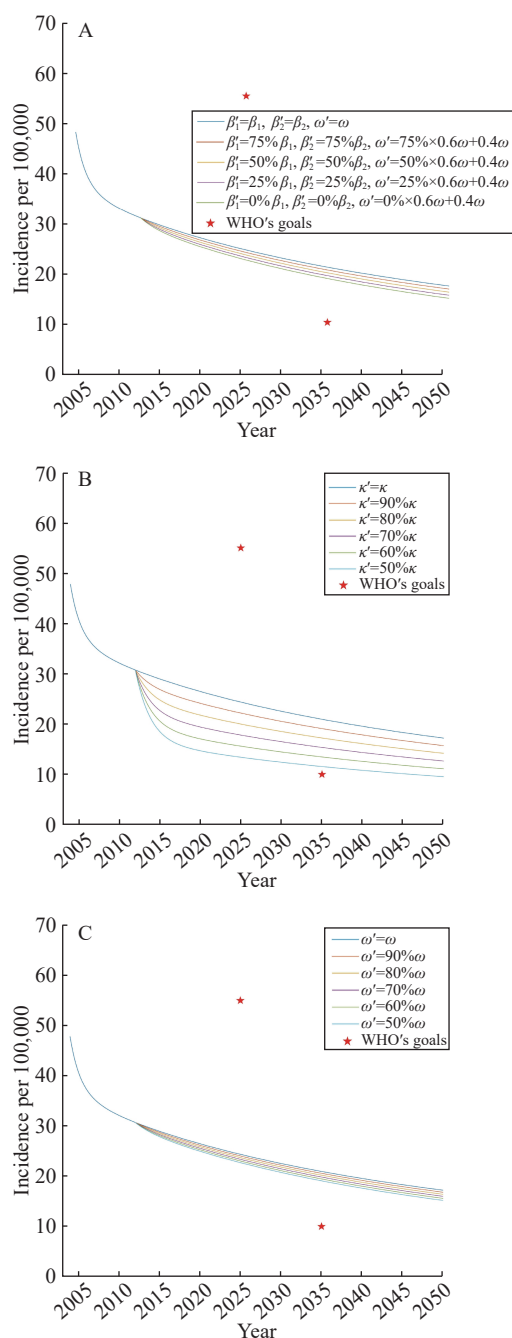 A
70
60
50
40
30
20
10
0
Incidence per 100,000
β′₁=β₁, β′₂=β₂, ω′=ω
β′₁=75%β₁, β′₂=75%β₂, ω′=75%×0.6ω+0.4ω
β′₁=50%β₁, β′₂=50%β₂, ω′=50%×0.6ω+0.4ω
β′₁=25%β₁, β′₂=25%β₂, ω′=25%×0.6ω+0.4ω
β′₁=0%β₁, β′₂=0%β₂, ω′=0%×0.6ω+0.4ω
WHO's goals
2005 2010 2015 2020 2025 2030 2035 2040 2045 2050
Year
B
70
60
50
40
30
20
10
0
Incidence per 100,000
κ′=κ
κ′=90%κ
κ′=80%κ
κ′=70%κ
κ′=60%κ
κ′=50%κ
WHO's goals
2005 2010 2015 2020 2025 2030 2035 2040 2045 2050
Year
C
70
60
50
40
30
20
10
0
Incidence per 100,000
ω′=ω
ω′=90%ω
ω′=80%ω
ω′=70%ω
ω′=60%ω
ω′=50%ω
WHO's goals
2005 2010 2015 2020 2025 2030 2035 2040 2045 2050
Year